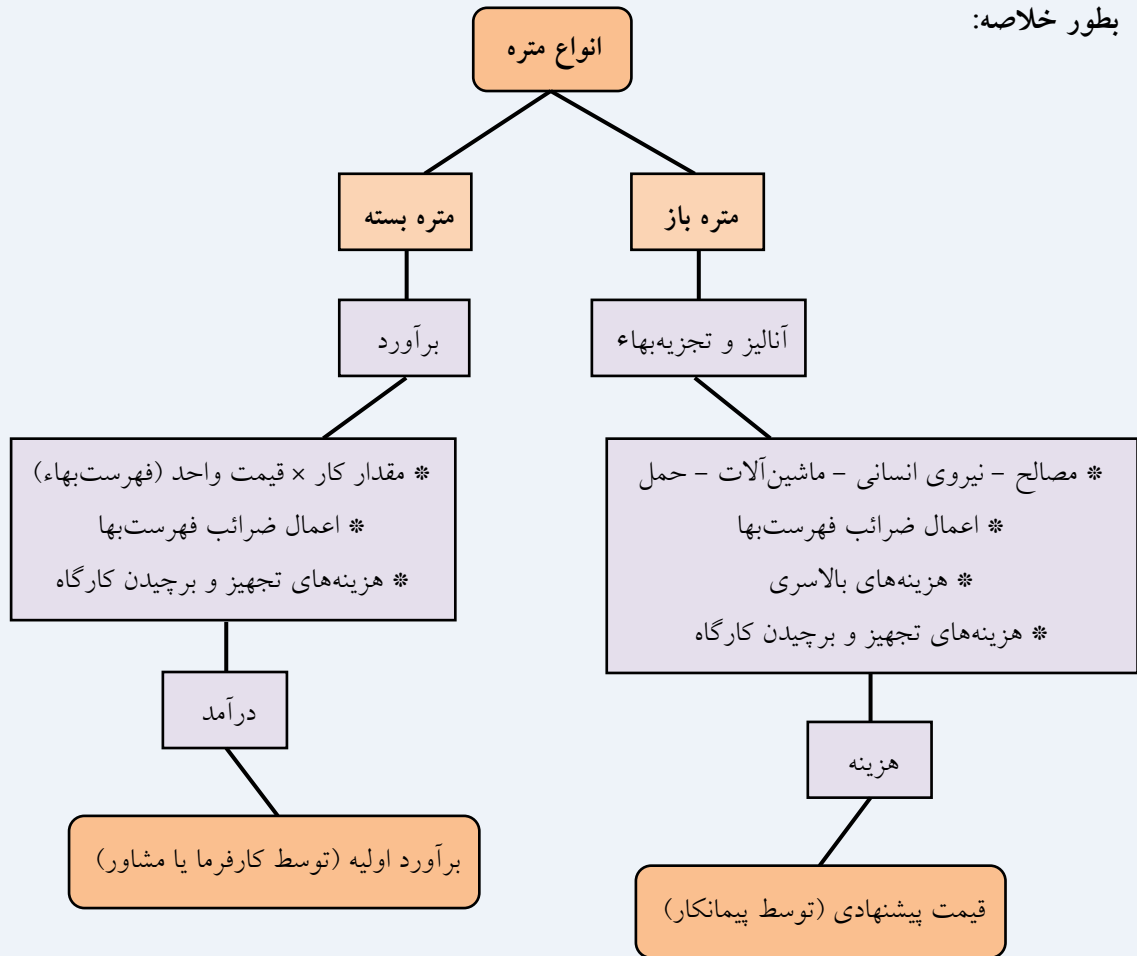 بطور خلاصه:
انواع متره
متره باز
متره بسته
آنالیز و تجزیه‌بهاء
برآورد
* مصالح – نیروی انسانی – ماشین‌آلات – حمل
* اعمال ضرائب فهرست‌بها
* هزینه‌های بالاسری
* هزینه‌های تجهیز و برچیدن کارگاه
* مقدار کار × قیمت واحد (فهرست‌بهاء)
* اعمال ضرائب فهرست‌بها
* هزینه‌های تجهیز و برچیدن کارگاه
هزینه
درآمد
قیمت پیشنهادی (توسط پیمانکار)
برآورد اولیه (توسط کارفرما یا مشاور)